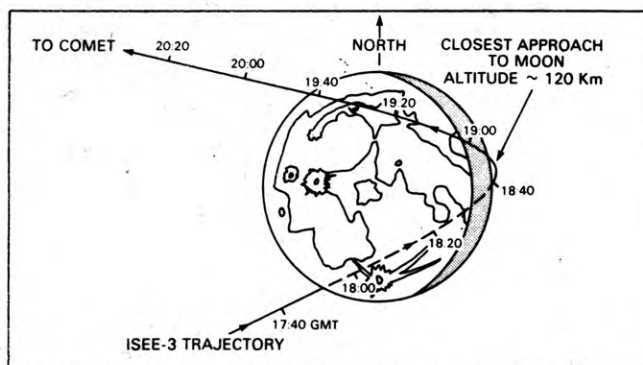 TO COMET
20:20
20:00
NORTH
CLOSEST APPROACH
TO MOON
ALTITUDE ~ 120 Km
19:40
19:20
19:00
18:40
18:20
18:00
17:40 GMT
ISEE-3 TRAJECTORY